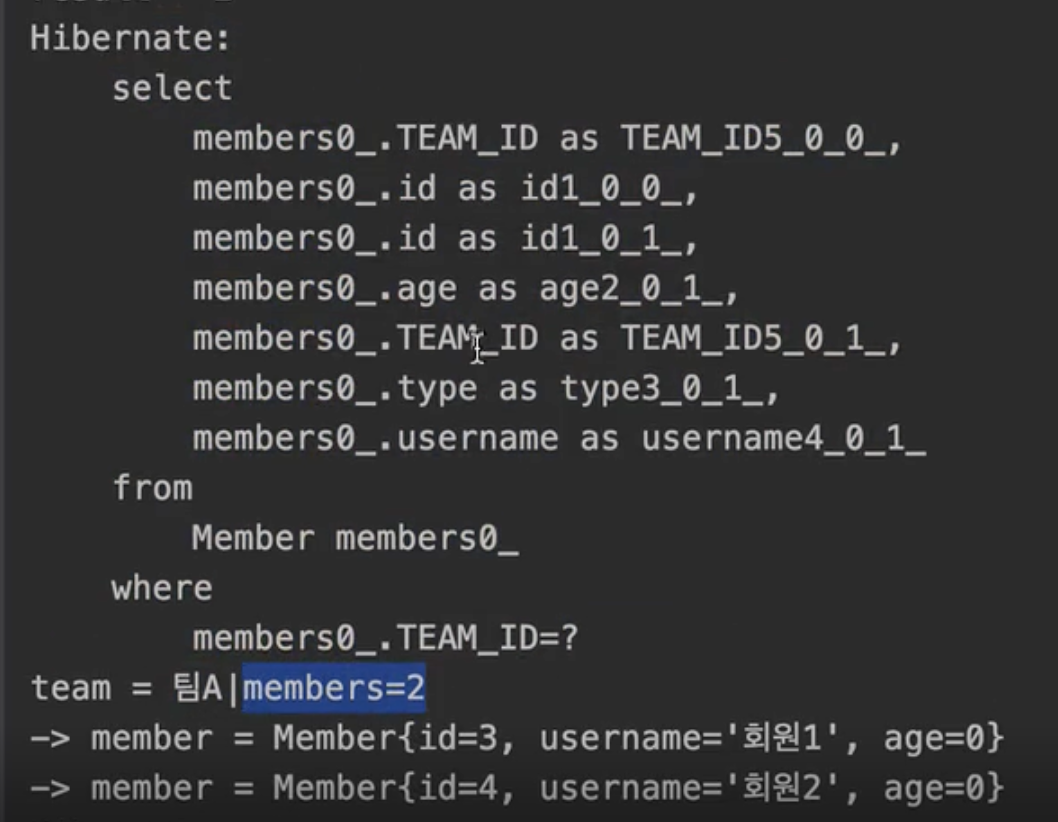 Hibernate:
select
members0_.TEAM_ID as TEAM_ID5_0_0_,
members0_.id as id1_0_0_,
members0_.id as id1_0_1_,
members0_.age as age2_0_1_,
members0_.TEAM_ID as TEAM_ID5_0_1_,
members0_.type as type3_0_1_,
members0_.username as username4_0_1_
from
Member members0_
where
members0_.TEAM_ID=?
team = 팀A|members=2
-> member = Member{id=3, username='회원1', age=0}
-> member = Member{id=4, username='회원2', age=0}